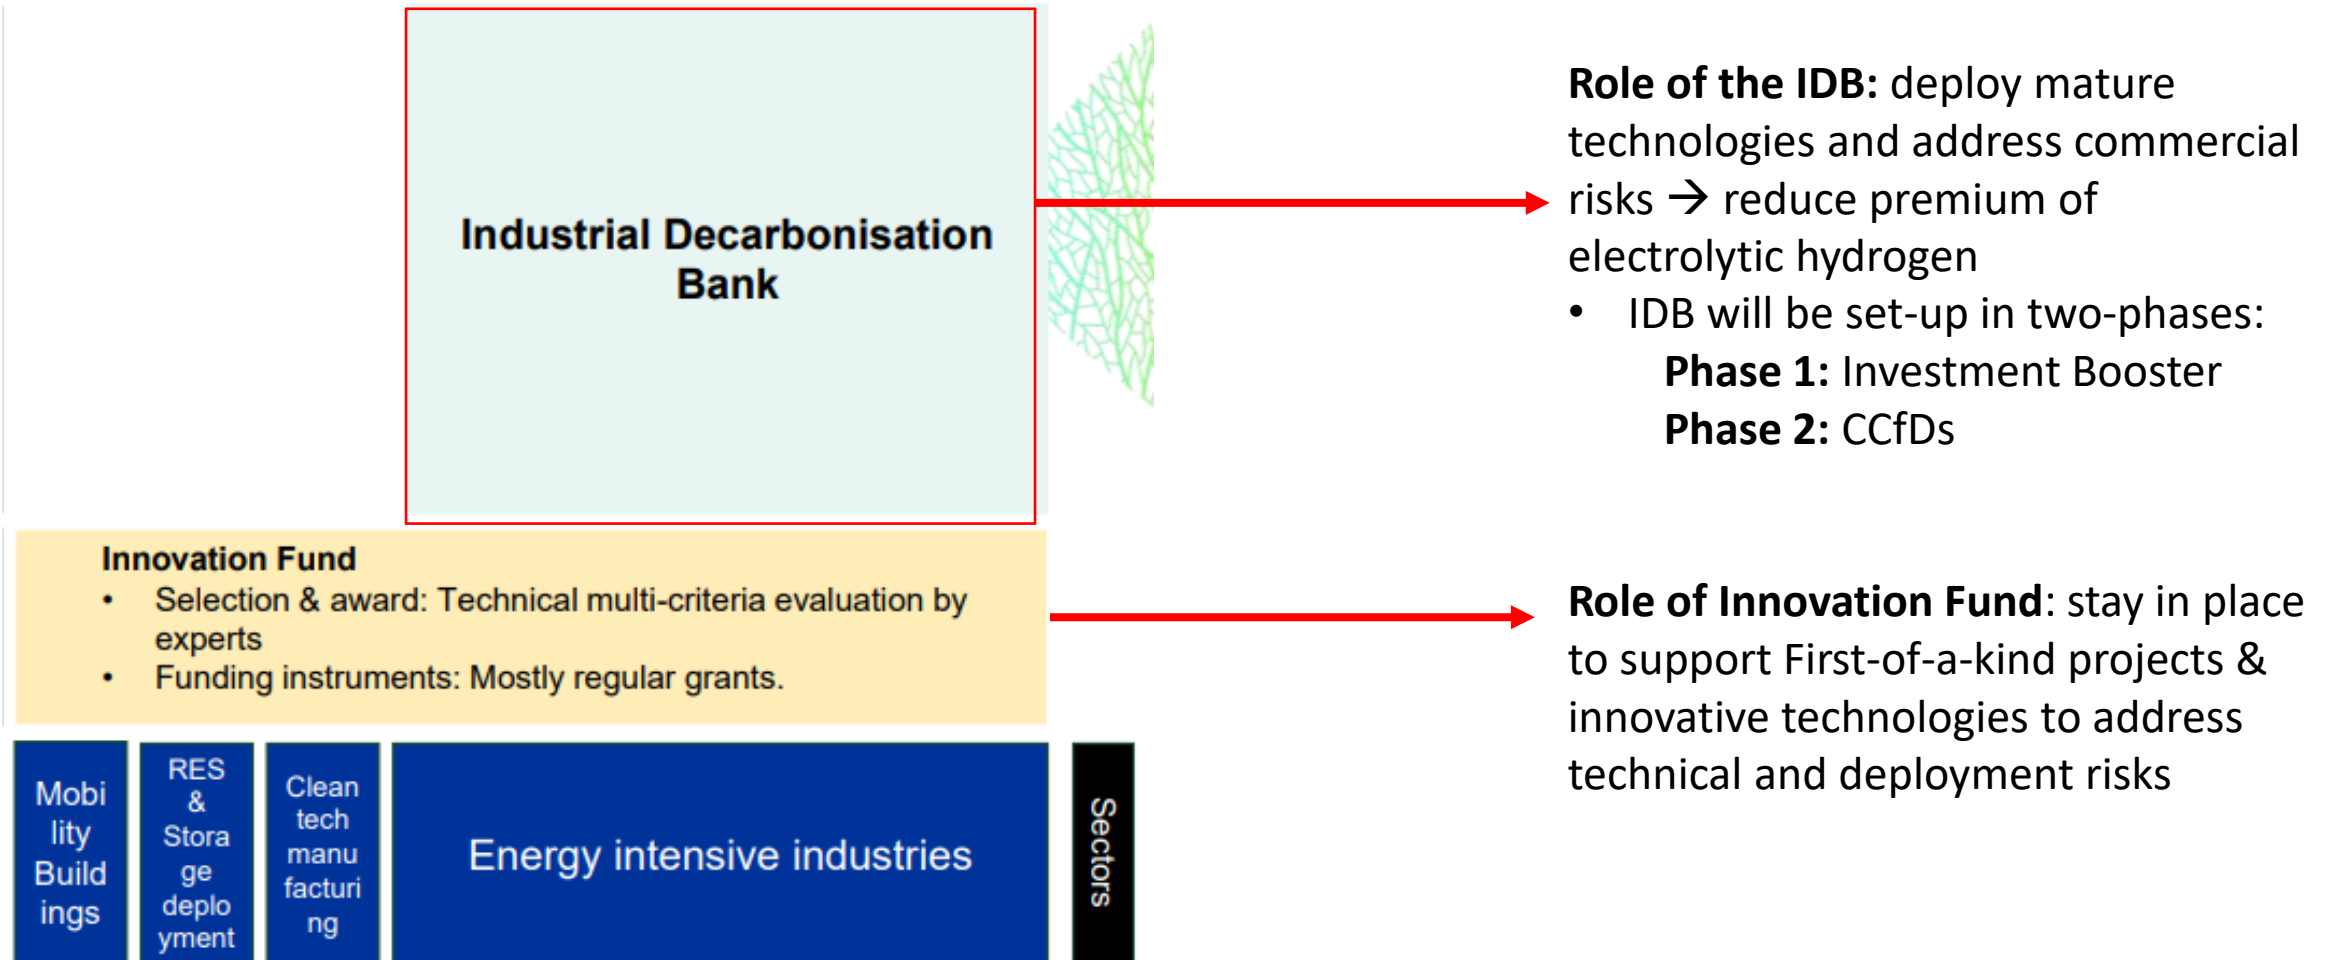 Industrial Decarbonisation
Bank
Innovation Fund
• Selection & award: Technical multi-criteria evaluation by
experts
• Funding instruments: Mostly regular grants.
Mobi
lity
Build
ings
RES
&
Stora
ge
deplo
yment
Clean
tech
manu
facturi
ng
Energy intensive industries
Sectors
Role of the IDB: deploy mature
technologies and address commercial
risks → reduce premium of
electrolytic hydrogen
• IDB will be set-up in two-phases:
Phase 1: Investment Booster
Phase 2: CCfDs
Role of Innovation Fund: stay in place
to support First-of-a-kind projects &
innovative technologies to address
technical and deployment risks